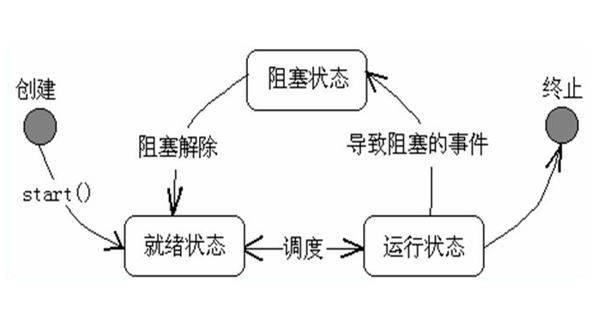 阻塞状态
创建
终止
阻塞解除
导致阻塞的事件
start()
就绪状态
调度
运行状态